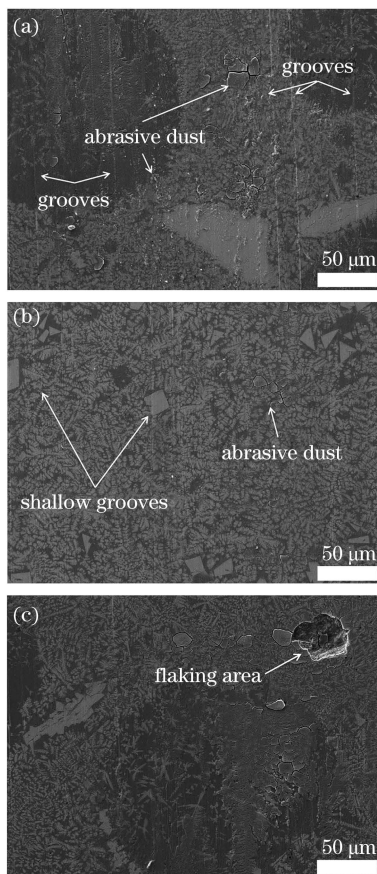 (a)
grooves
abrasive dust
grooves
50 μm
(b)
abrasive dust
shallow grooves
50 μm
(c)
flaking area
50 μm